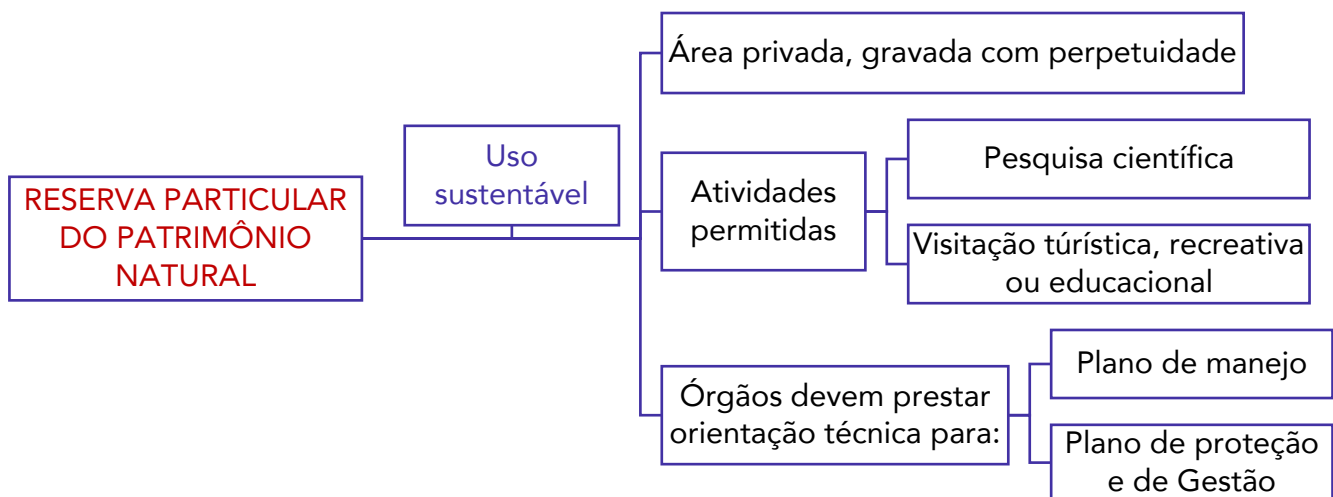 RESERVA PARTICULAR
DO PATRIMÔNIO
NATURAL
Uso
sustentável
Área privada, gravada com perpetuidade
Atividades
permitidas
Pesquisa científica
Visitação túrística, recreativa
ou educacional
Órgãos devem prestar
orientação técnica para:
Plano de manejo
Plano de proteção
e de Gestão